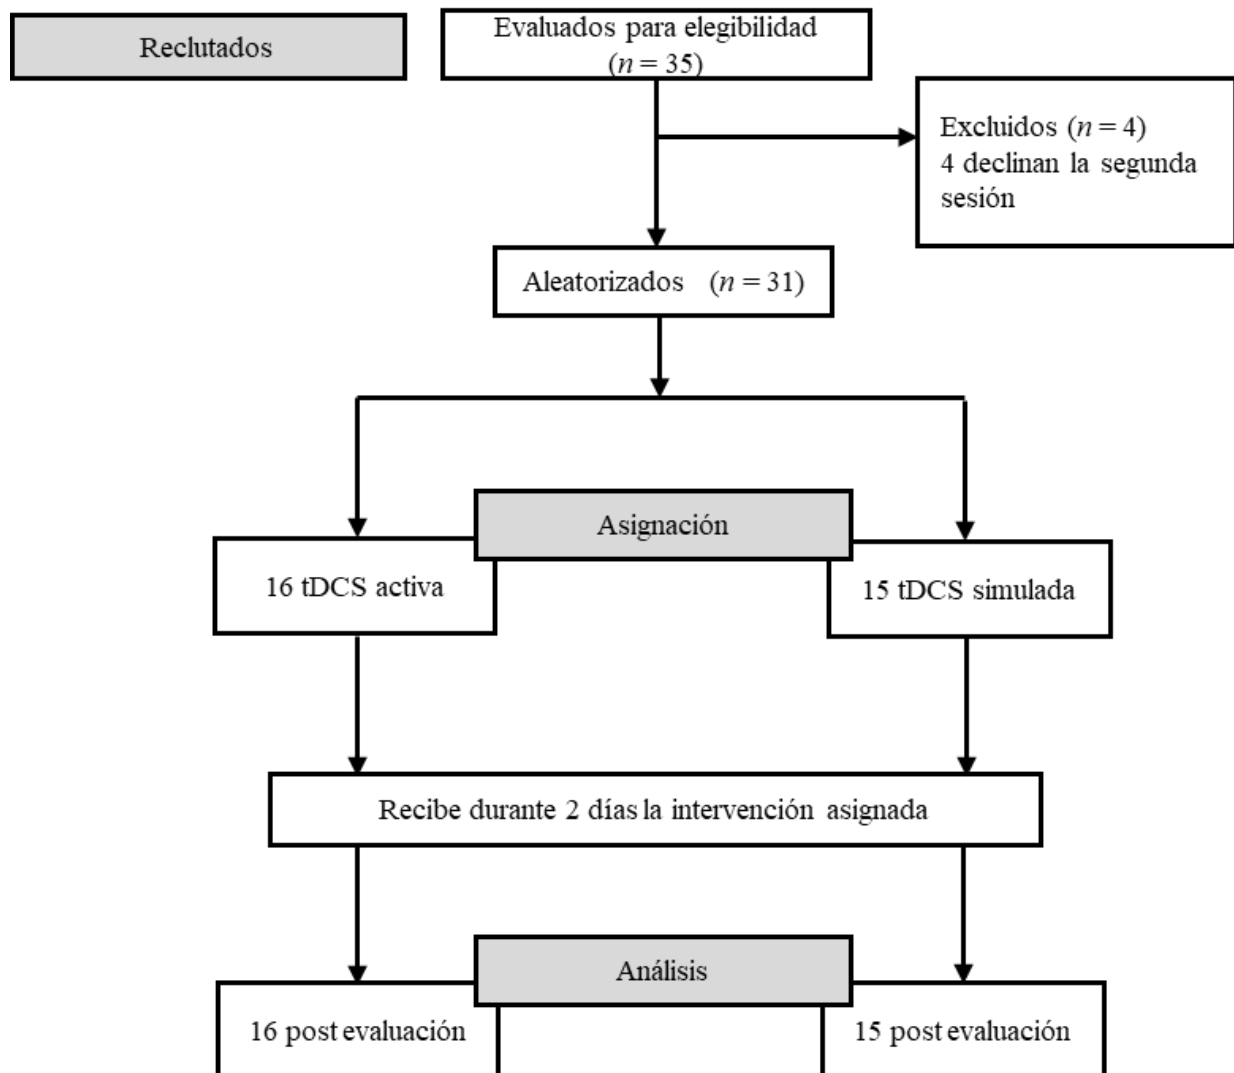 Reclutados
Evaluados para elegibilidad
(n = 35)
Excluidos (n = 4)
4 declinan la segunda
sesión
Aleatorizados (n = 31)
Asignación
16 tDCS activa
15 tDCS simulada
Recibe durante 2 días la intervención asignada
Análisis
16 post evaluación
15 post evaluación